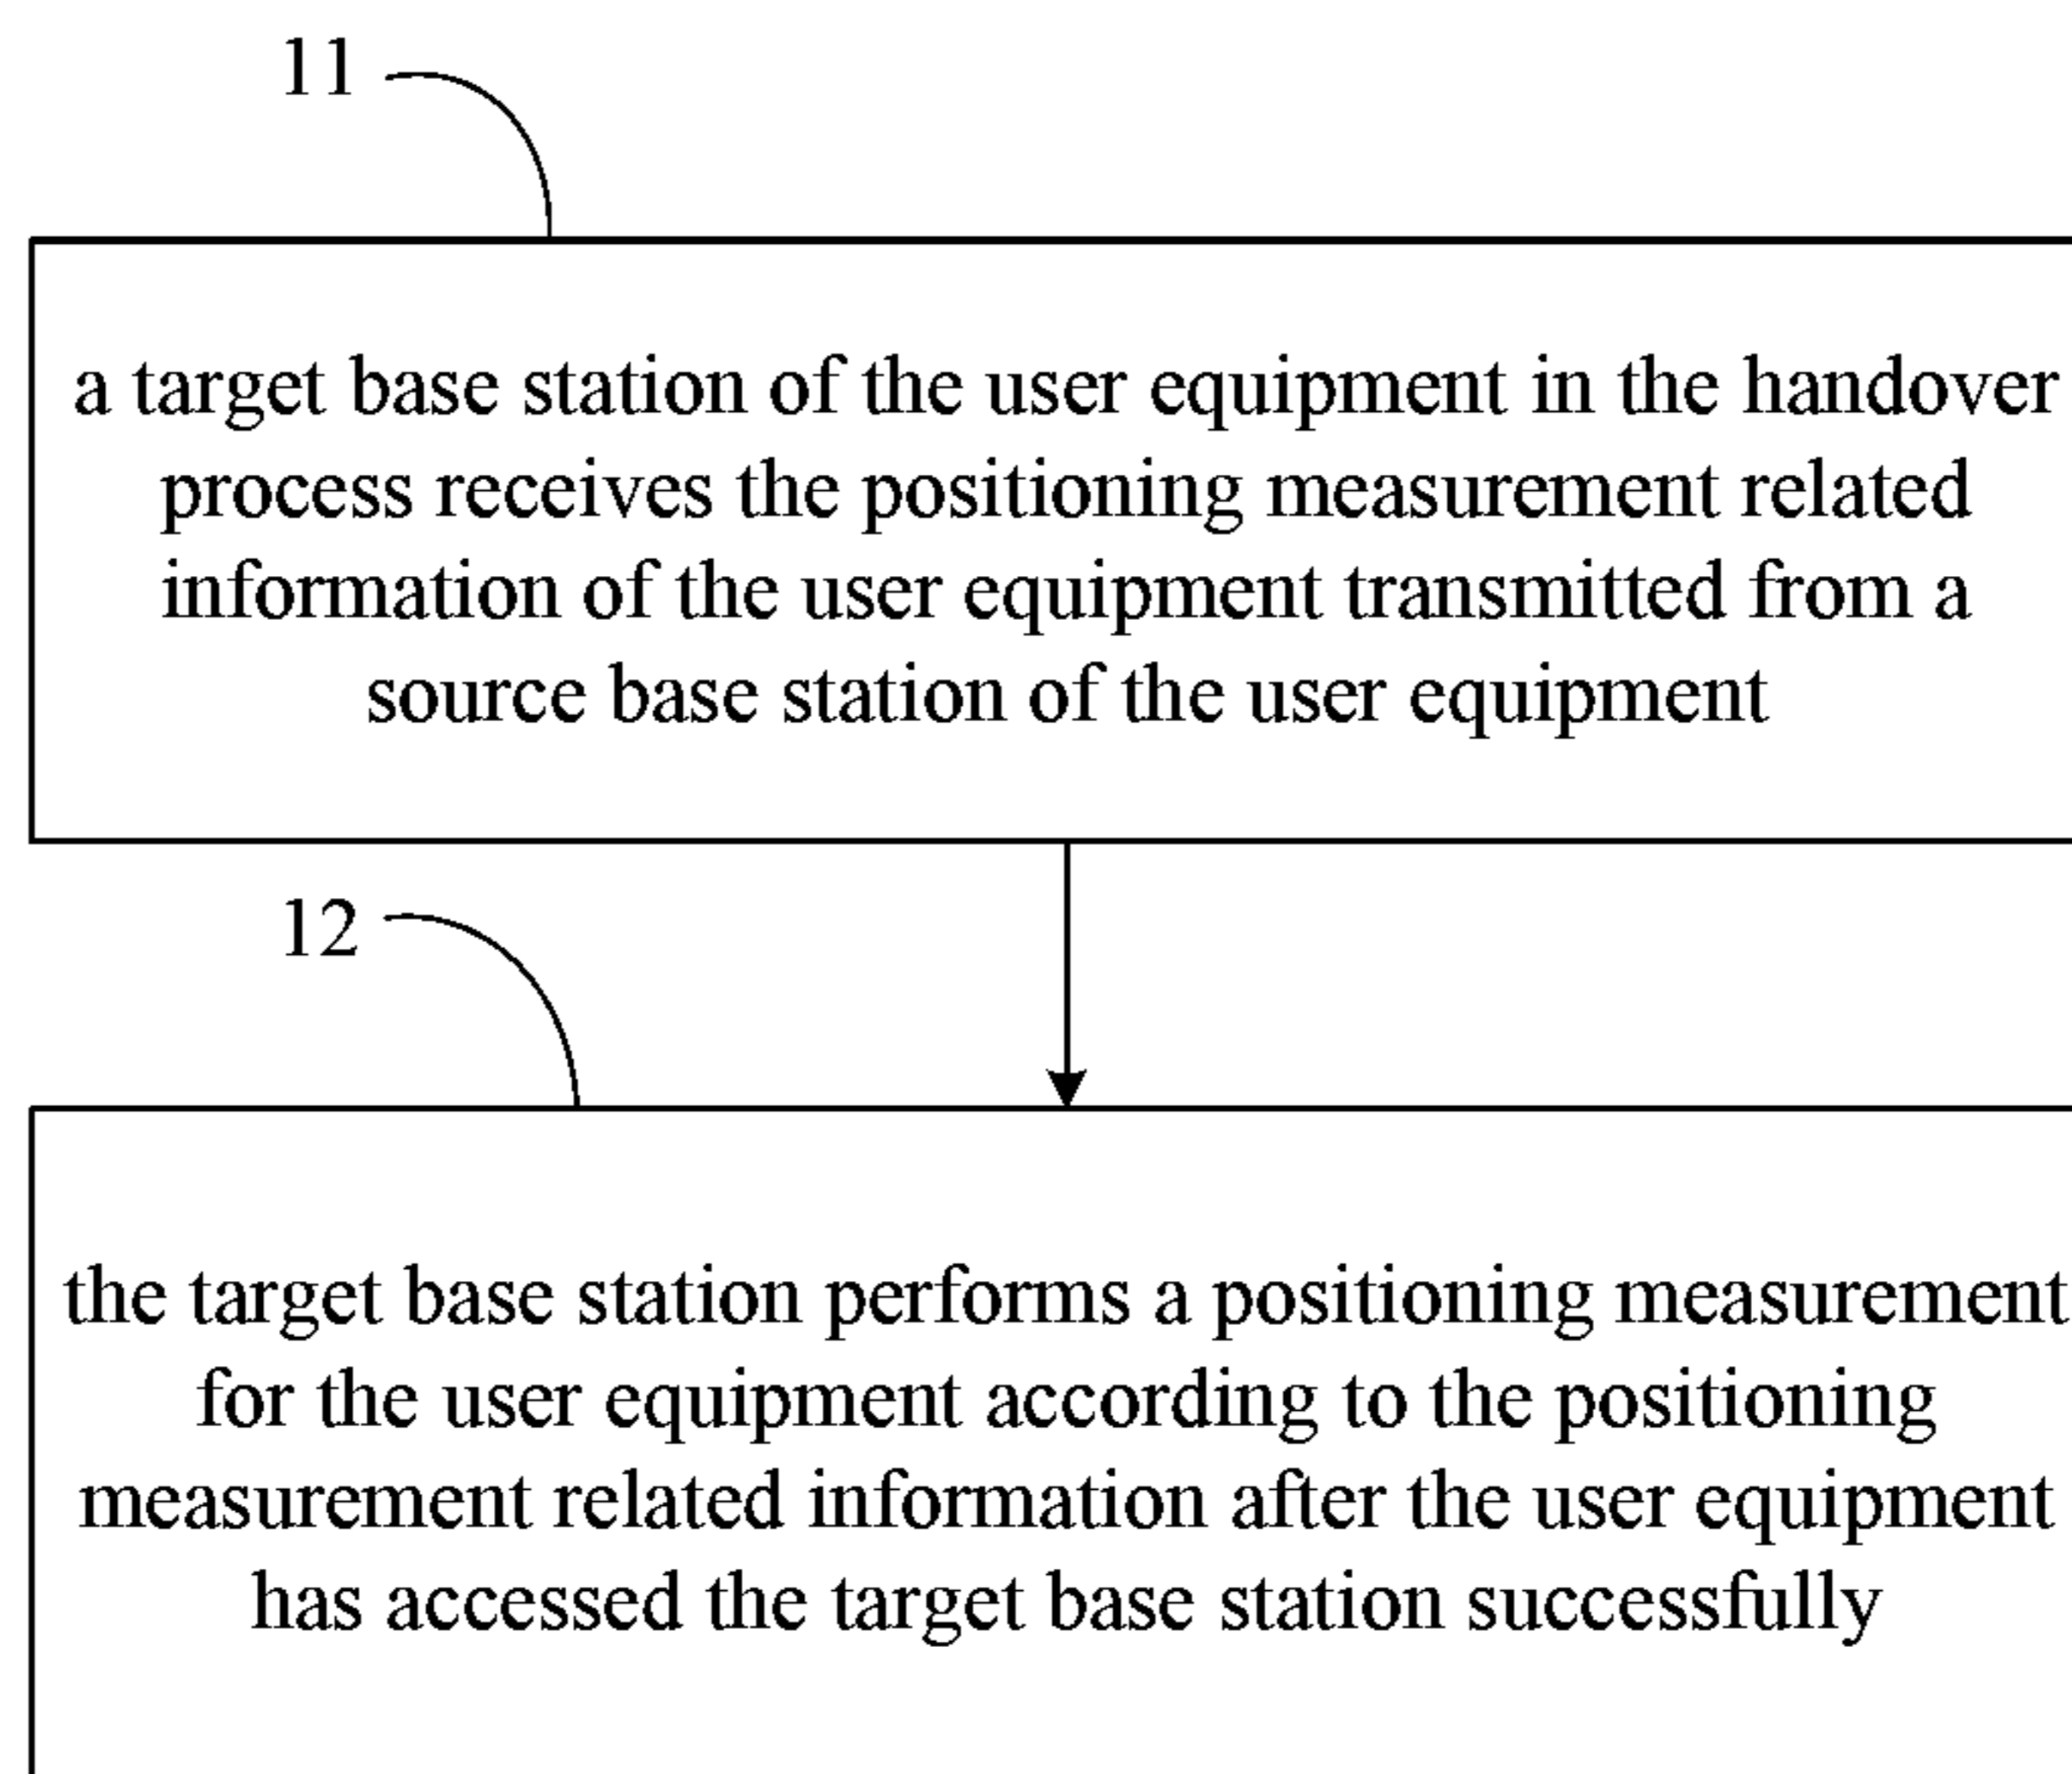 11
a target base station of the user equipment in the handover
process receives the positioning measurement related
information of the user equipment transmitted from a
source base station of the user equipment
12
the target base station performs a positioning measurement
for the user equipment according to the positioning
measurement related information after the user equipment
has accessed the target base station successfully